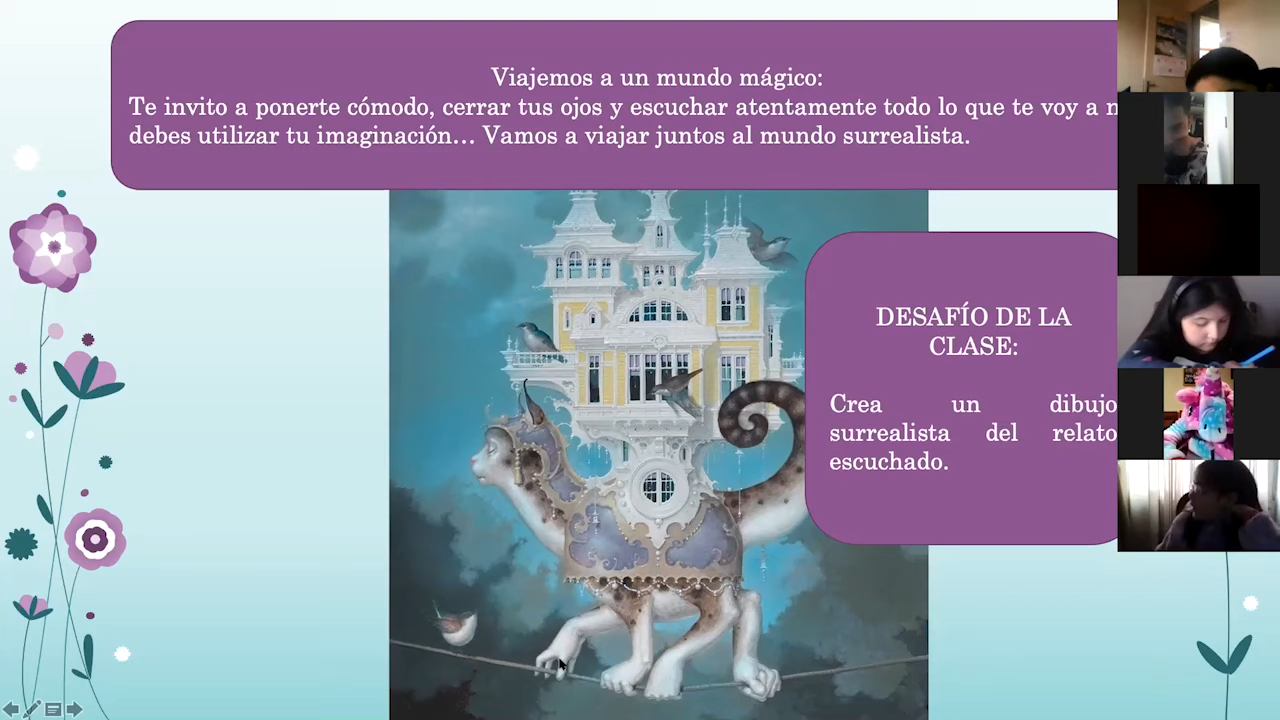 Viajemos a un mundo mágico:
Te invito a ponerte cómodo, cerrar tus ojos y escuchar atentamente todo lo que te voy a
debes utilizar tu imaginación... Vamos a viajar juntos al mundo surrealista.
DESAFÍO DE LA
CLASE:
Crea un dibujo
surrealista del relato
escuchado.